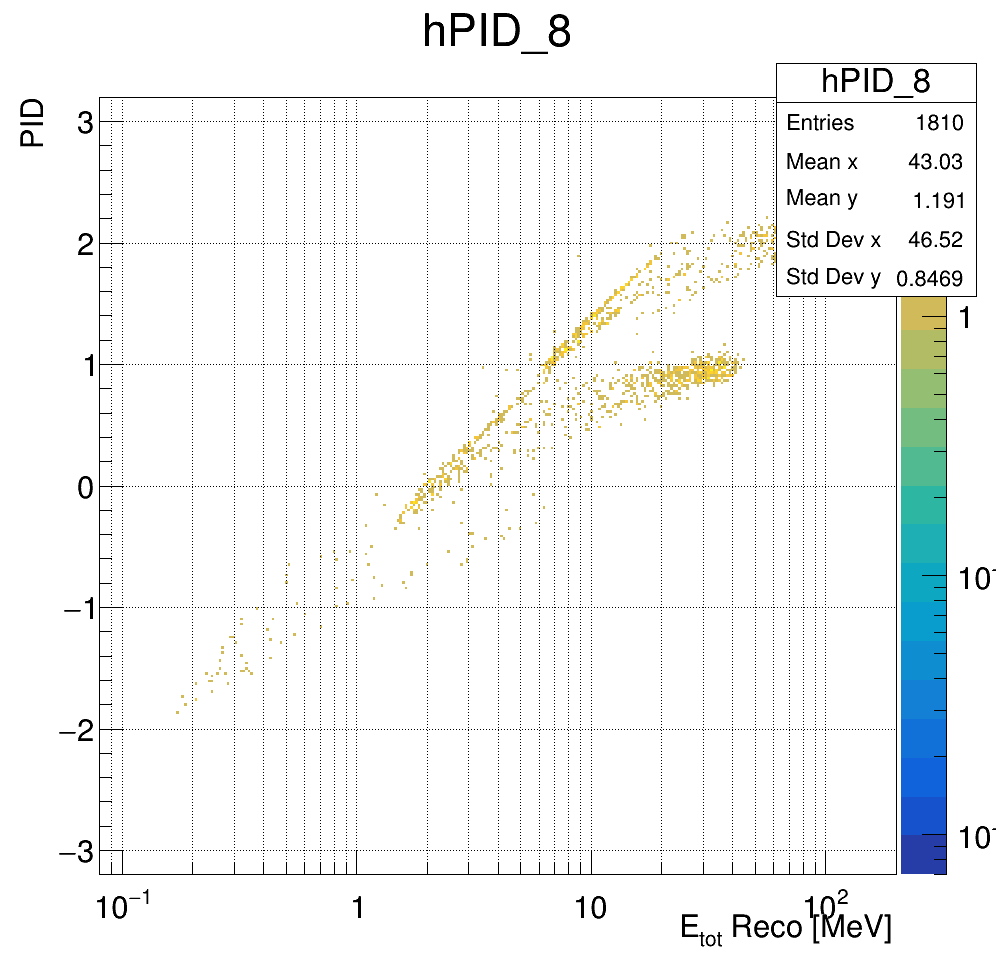 hPID_8
hPID_8
Entries 1810
Mean x 43.03
Mean y 1.191
Std Dev x 46.52
Std Dev y 0.8469
PID
3
2
1
0
−1
−2
−3
1
10⁻
10⁻
10⁻¹ 1 10 10²
E_tot Reco [MeV]